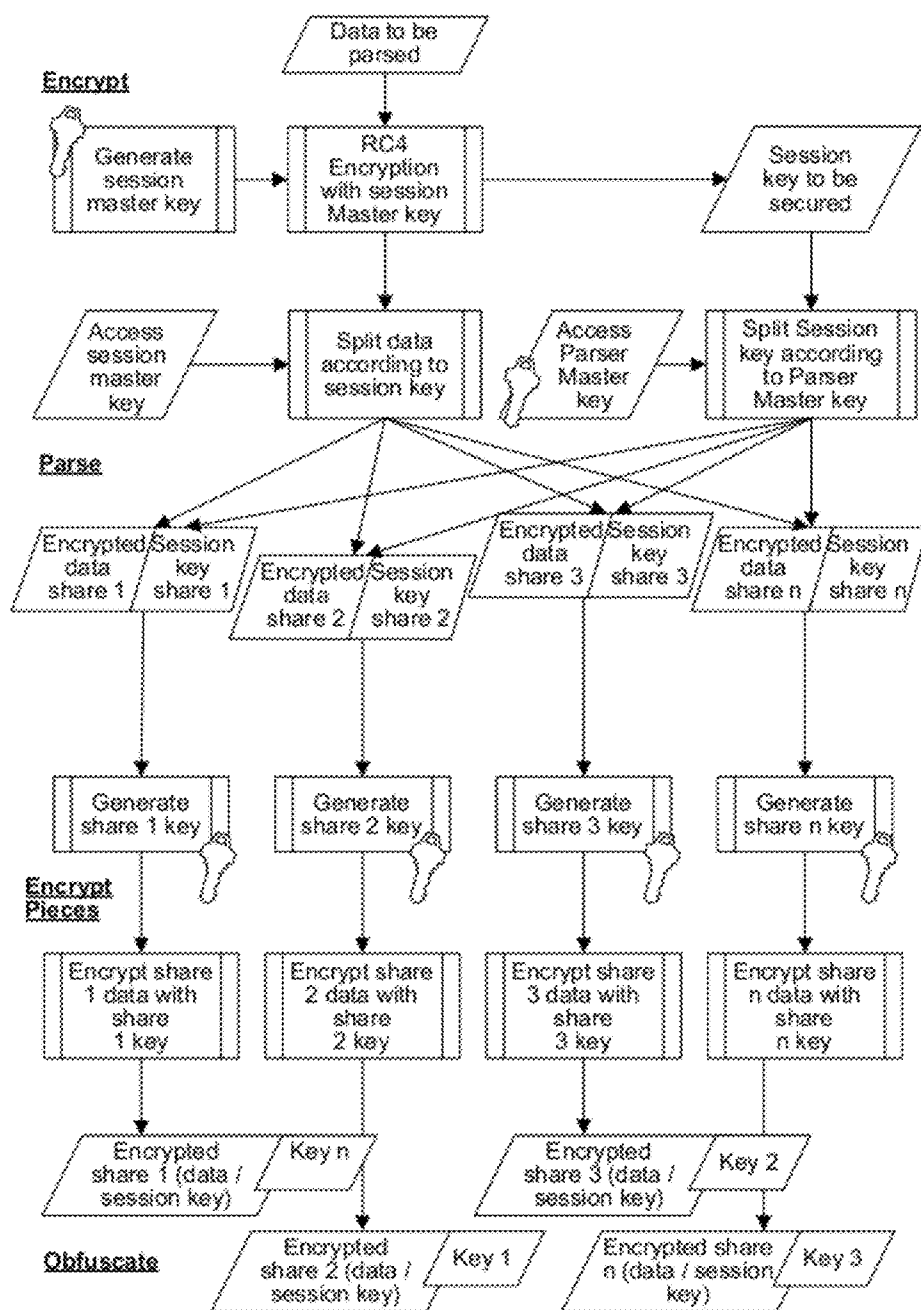 Data to be
parsed
Encrypt
Generate
session
master key
RC4
Encryption
with session
Master key
Session
key to be
secured
Access
session
master
key
Split data
according to
session key
Access
Parser
Master
key
Split Session
key according
to Parser
Master key
Parse
Encrypted
data
share 1
Session
key
share 1
Encrypted
data
share 2
Session
key
share 2
Encrypted
data
share 3
Session
key
share 3
Encrypted
data
share n
Session
key
share n
Generate
share 1 key
Generate
share 2 key
Generate
share 3 key
Generate
share n key
Encrypt
Pieces
Encrypt share
1 data with
share
1 key
Encrypt share
2 data with
share
2 key
Encrypt share
3 data with
share
3 key
Encrypt share
n data with
share
n key
Encrypted
share 1 (data /
session key)
Key n
Encrypted
share 3 (data /
session key)
Key 2
Obfuscate
Encrypted
share 2 (data /
session key)
Key 1
Encrypted share
n (data / session
key)
Key 3